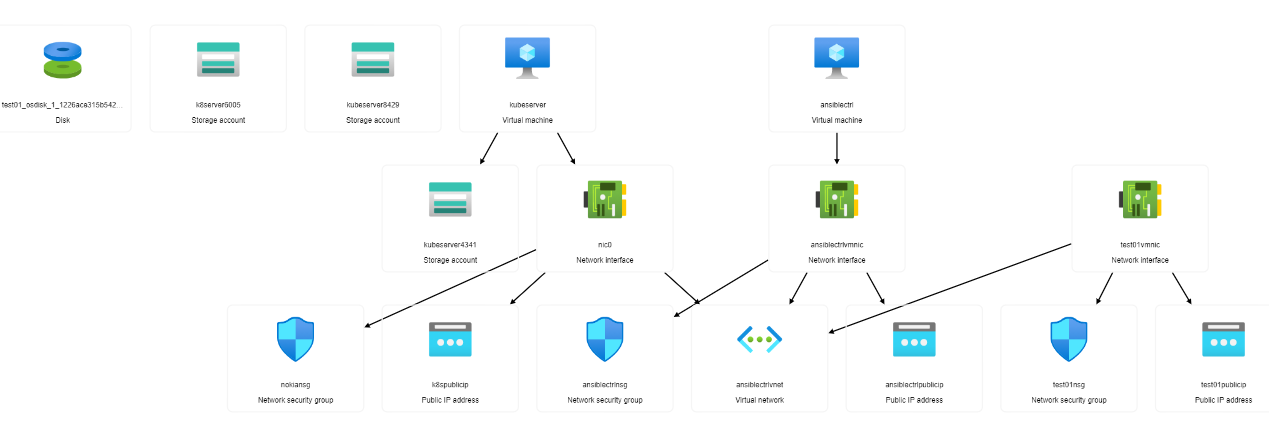 test01_osdisk_1_1226ace315b542...
Disk
k8server6005
Storage account
kubeserver8429
Storage account
kubeserver
Virtual machine
ansiblectrl
Virtual machine
kubeserver4341
Storage account
nic0
Network interface
ansiblectrlvmnic
Network interface
test01vmnic
Network interface
nokiansg
Network security group
k8spublicip
Public IP address
ansiblectrlnsg
Network security group
ansiblectrlvnet
Virtual network
ansiblectrlpublicip
Public IP address
test01nsg
Network security group
test01publicip
Public IP address